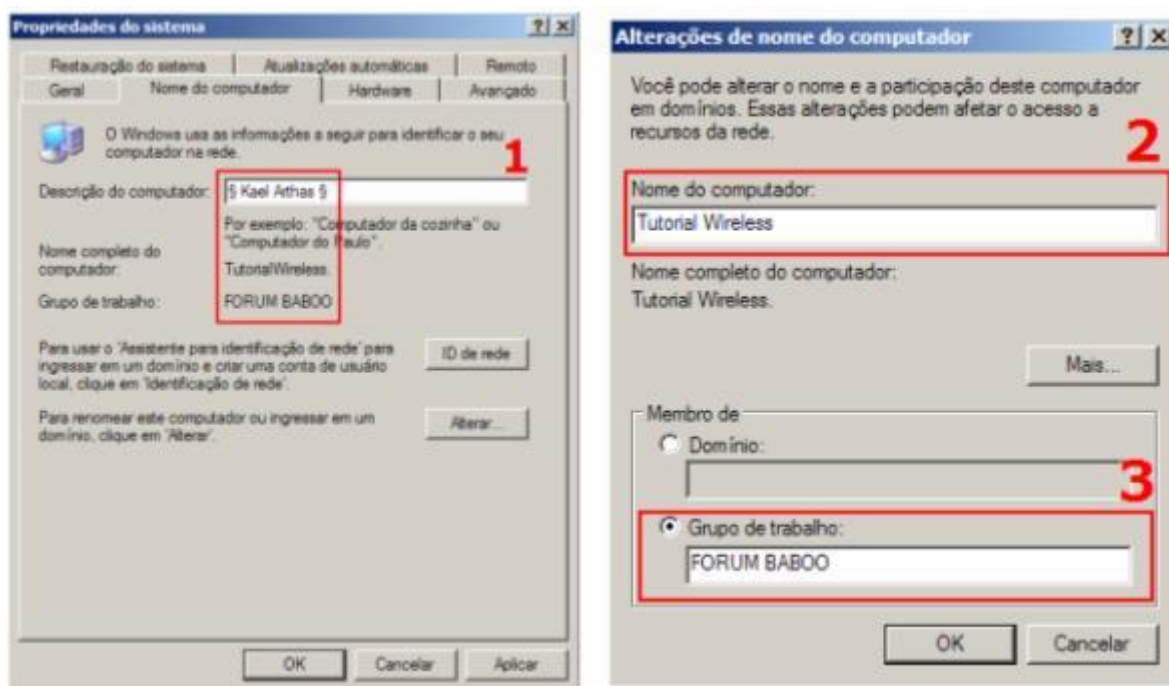 Propriedades do sistema
Restauração do sistema
Atualizações automáticas
Remoto
Geral
Nome do computador
Hardware
Avançado
O Windows usa as informações a seguir para identificar o seu
computador na rede.
1
Descrição do computador:
§ Kael Arthas §
Por exemplo: "Computador da cozinha" ou
"Computador do Paulo".
Nome completo do
computador:
TutorialWireless.
Grupo de trabalho:
FORUM BABOO
Para usar o 'Assistente para identificação de rede' para
ingressar em um domínio e criar uma conta de usuário
local, clique em 'Identificação de rede'.
ID de rede
Para renomear este computador ou ingressar em um
domínio, clique em 'Alterar'.
Alterar...
OK
Cancelar
Aplicar
Alterações de nome do computador
Você pode alterar o nome e a participação deste computador
em domínios. Essas alterações podem afetar o acesso a
recursos da rede.
2
Nome do computador:
Tutorial Wireless
Nome completo do computador:
Tutorial Wireless.
Mais...
Membro de
Domínio:
3
Grupo de trabalho:
FORUM BABOO
OK
Cancelar